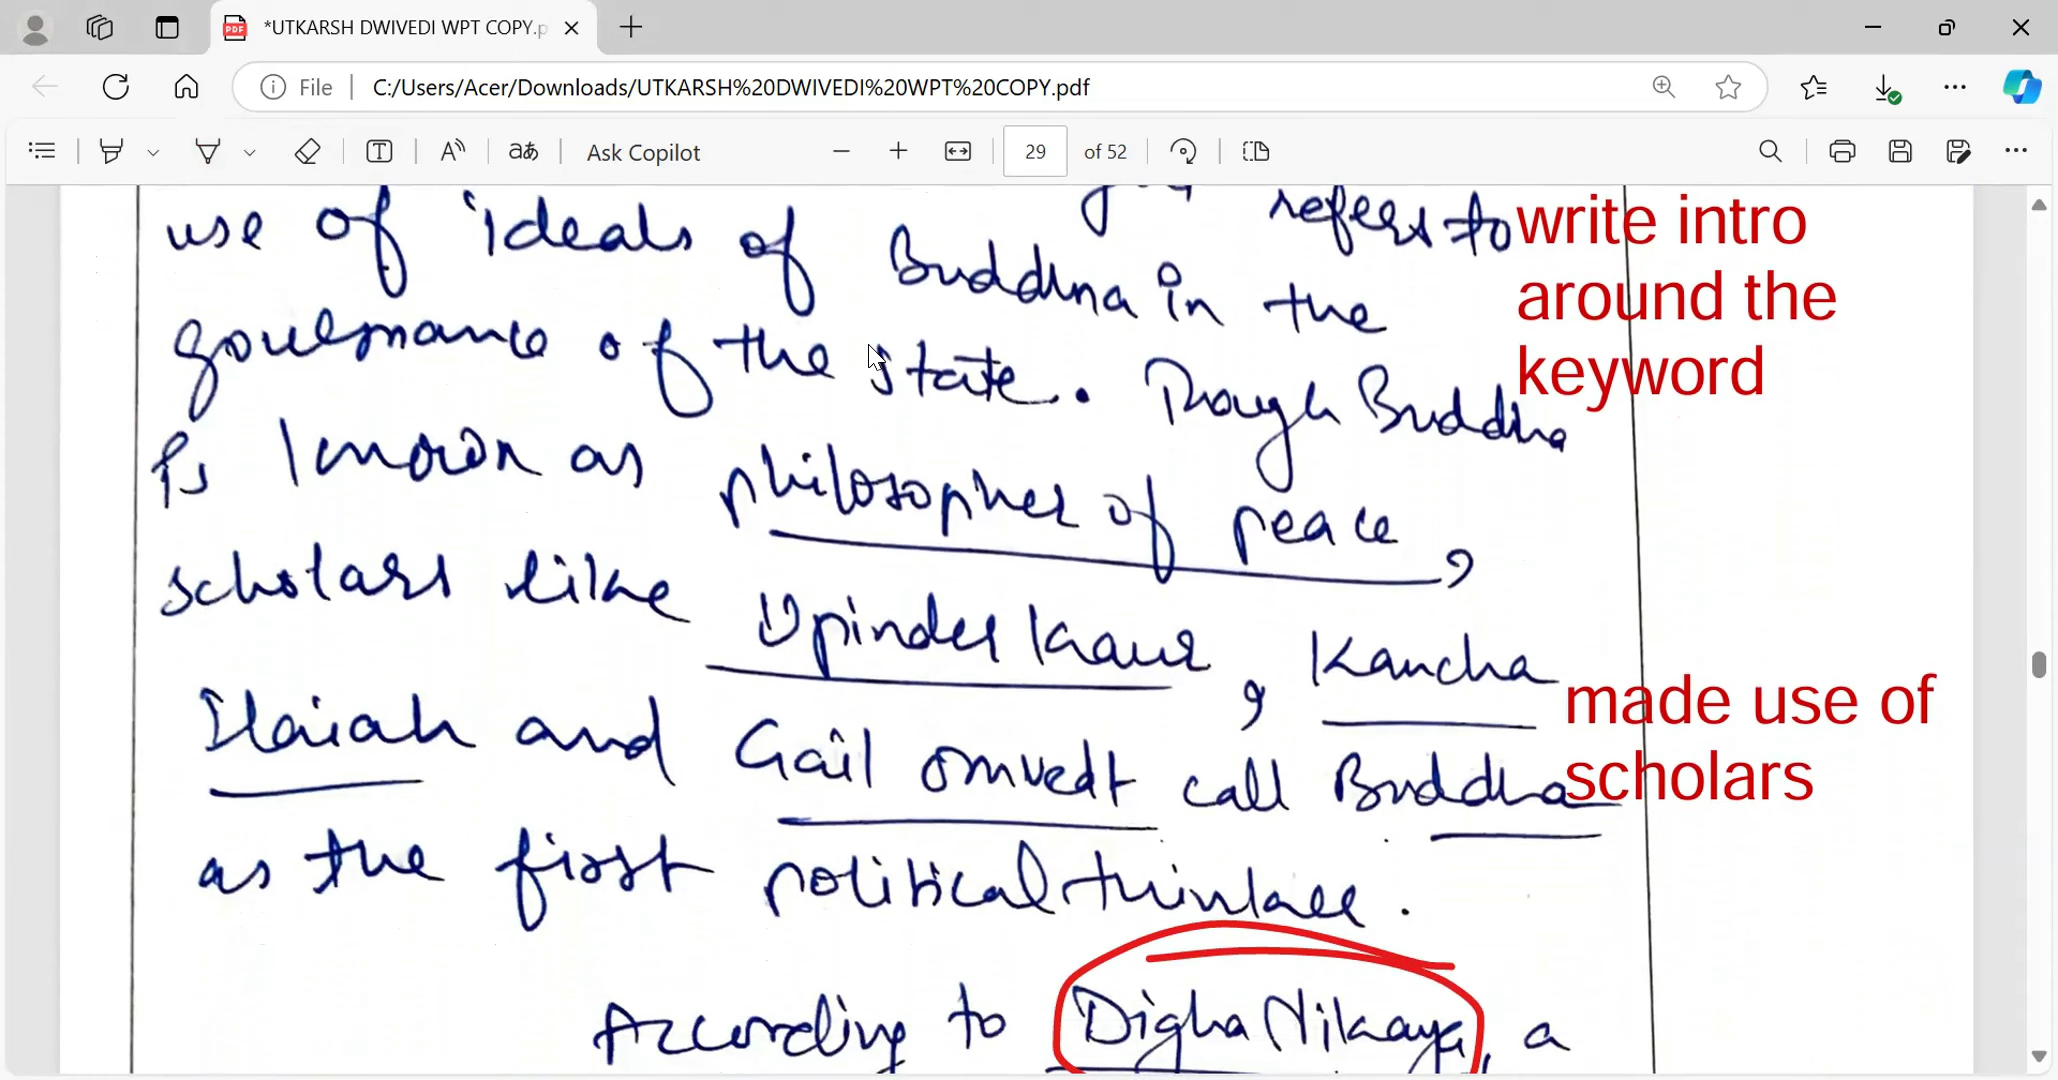 *UTKARSH DWIVEDI WPT COPY.p
File
C:/Users/Acer/Downloads/UTKARSH%20DWIVEDI%20WPT%20COPY.pdf
Ask Copilot
29 of 52
refers to
use of ideals of Buddha in the
governance of the state. Though Buddha
is known as philosopher of peace,
scholars like Upinder Kaur, Kancha
Ilaiah and Gail omvedt call Buddha
as the first political thinker.
According to Digha Nikaya, a
write intro
around the
keyword
made use of
scholars